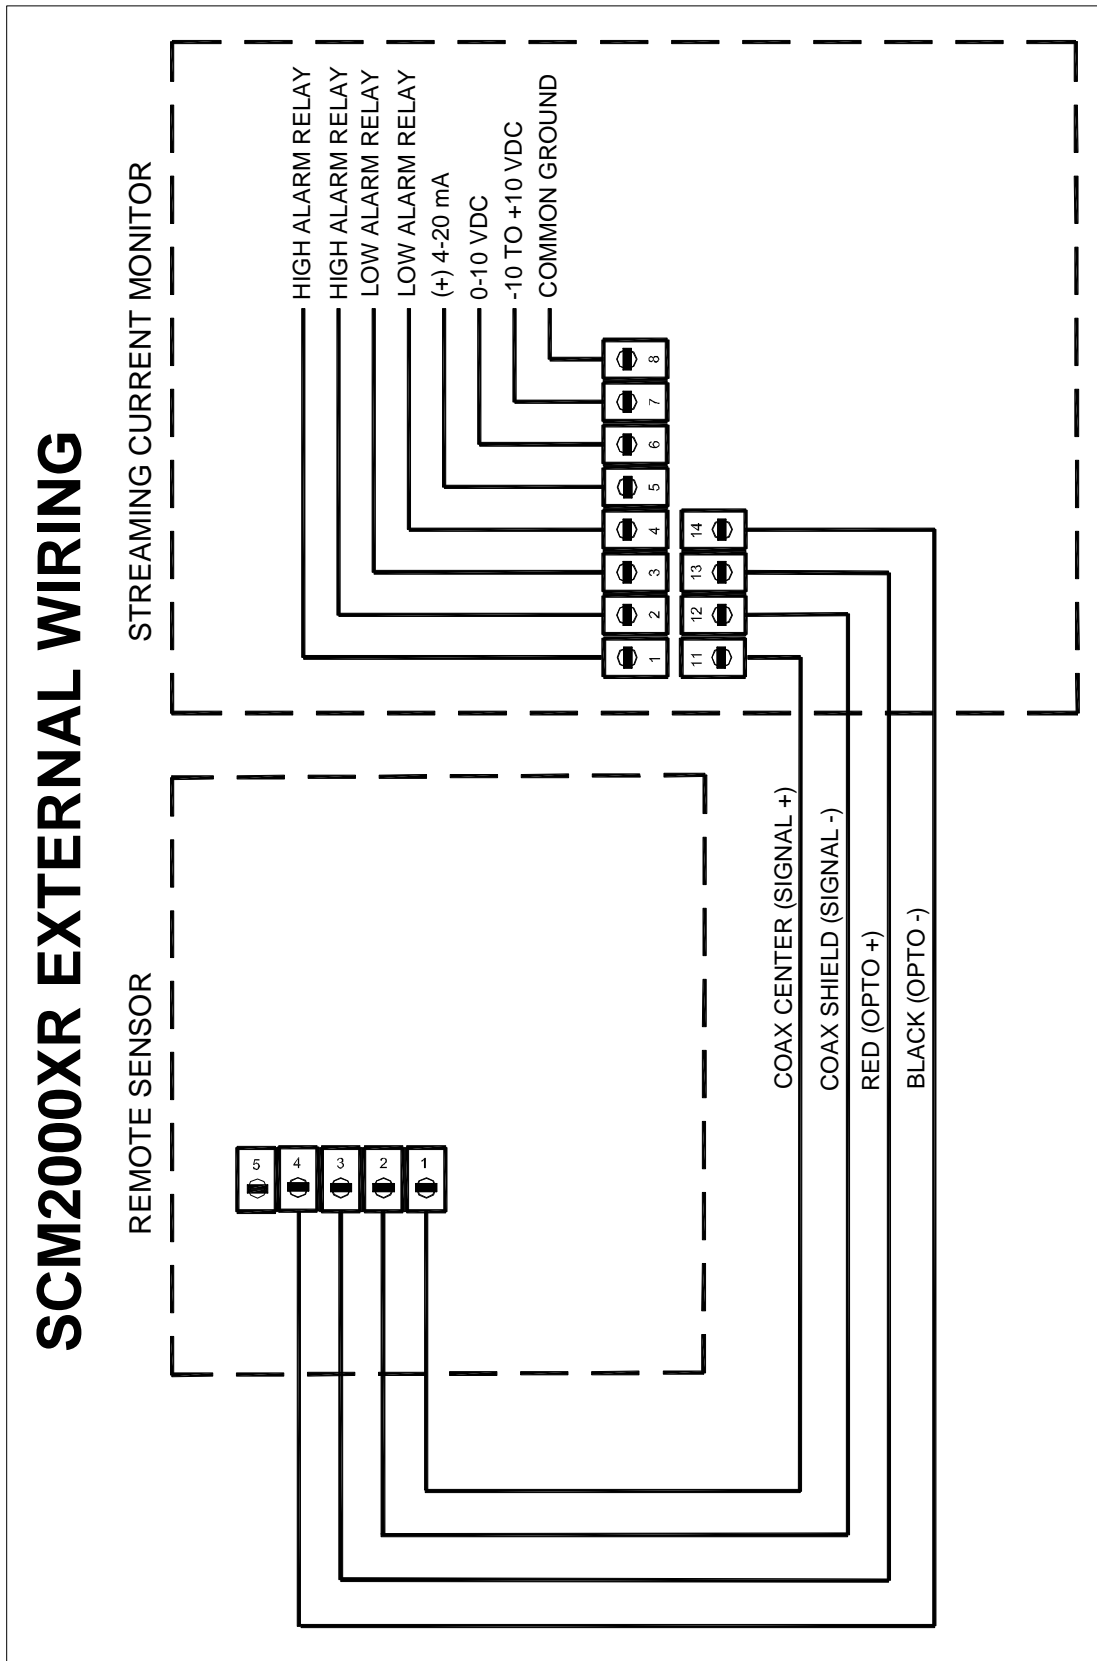 SCM2000XR EXTERNAL WIRING
REMOTE SENSOR
STREAMING CURRENT MONITOR
HIGH ALARM RELAY
HIGH ALARM RELAY
LOW ALARM RELAY
LOW ALARM RELAY
(+) 4-20 mA
0-10 VDC
-10 TO +10 VDC
COMMON GROUND
5
4
3
2
1
1
2
3
4
5
6
7
8
11
12
13
14
COAX CENTER (SIGNAL +)
COAX SHIELD (SIGNAL -)
RED (OPTO +)
BLACK (OPTO -)